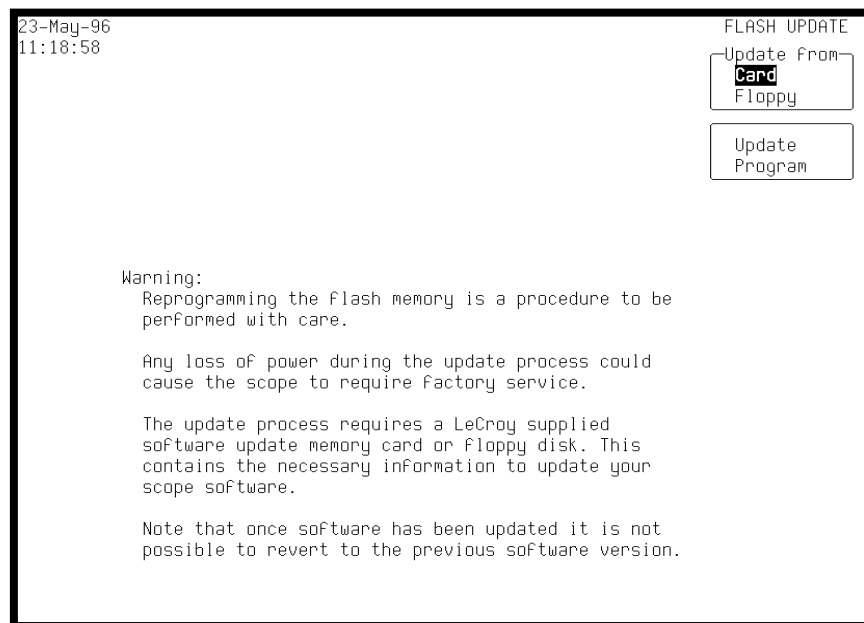 23-May-96
11:18:58
FLASH UPDATE
Update from
Card
Floppy
Update
Program
Warning:
Reprogramming the flash memory is a procedure to be
performed with care.
Any loss of power during the update process could
cause the scope to require factory service.
The update process requires a LeCroy supplied
software update memory card or floppy disk. This
contains the necessary information to update your
scope software.
Note that once software has been updated it is not
possible to revert to the previous software version.